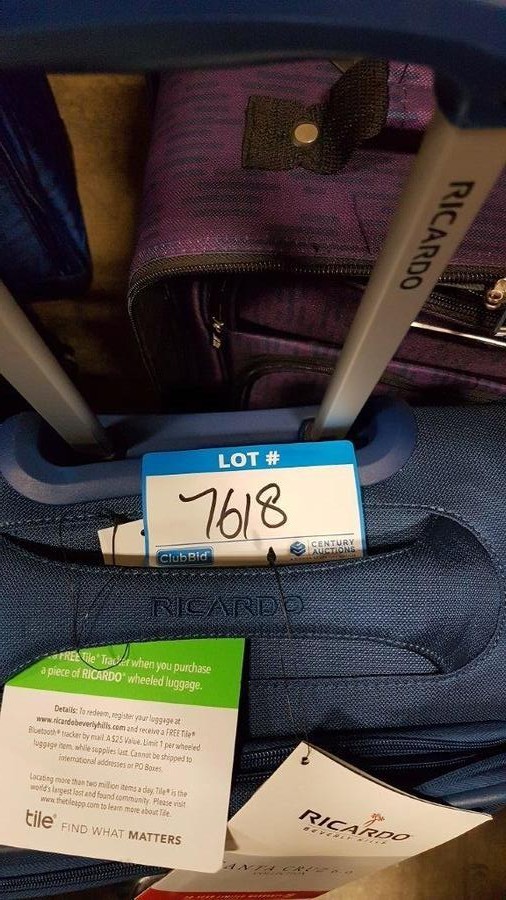 RICARDO
LOT #
7618
ClubBid
CENTURY
AUCTIONS
RICARDO
FREE Tile® Tracker when you purchase
a piece of RICARDO® wheeled luggage.
Details: To redeem, register your luggage at
www.ricardobeverlyhills.com and receive a FREE Tile®
Bluetooth® tracker by mail. A $25 Value. Limit 1 per wheeled
luggage item, while supplies last. Cannot be shipped to
international addresses or PO Boxes.
Locating more than two million items a day, Tile® is the
world's largest lost and found community. Please visit
www.thetileapp.com to learn more about Tile.
tile® FIND WHAT MATTERS
RICARDO
BEVERLY HILLS